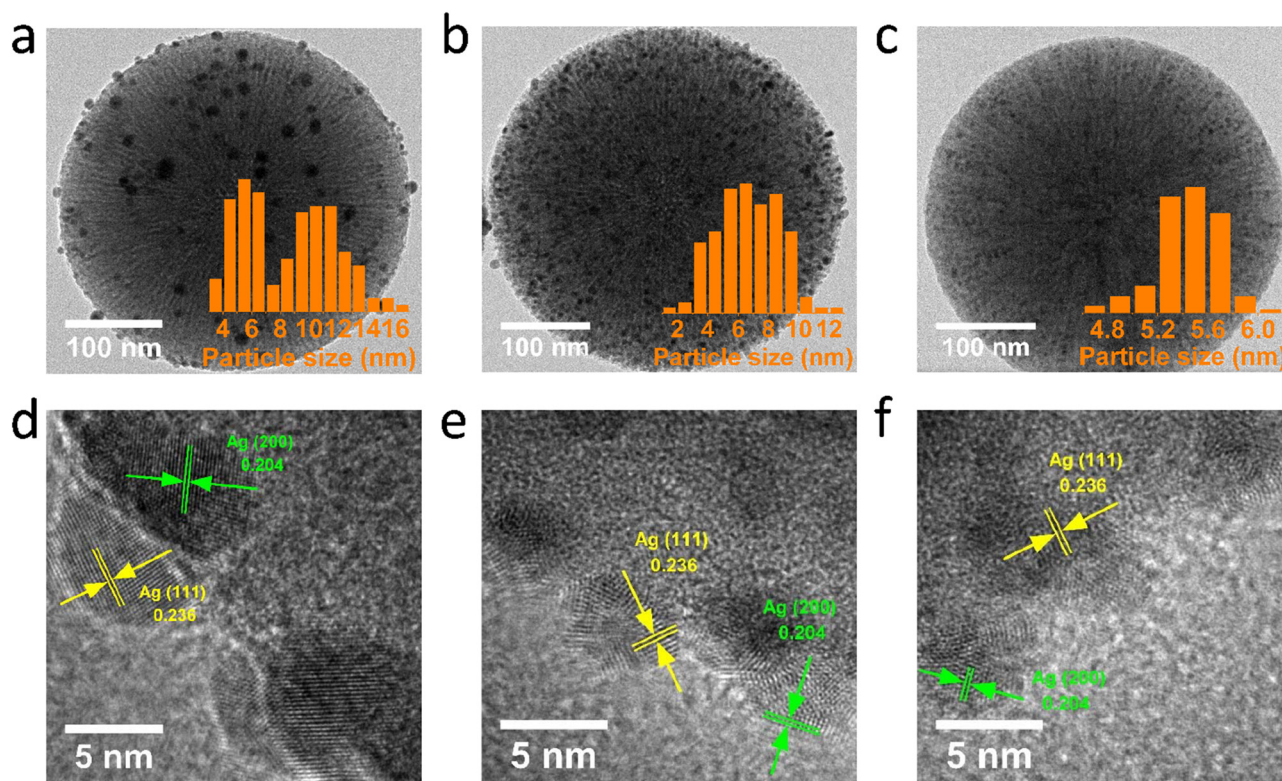 a
4 6 8 10 12 14 16
100 nm
Particle size (nm)
b
2 4 6 8 10 12
100 nm
Particle size (nm)
c
4.8 5.2 5.6 6.0
100 nm
Particle size (nm)
d
Ag (200)
0.204
Ag (111)
0.236
5 nm
e
Ag (111)
0.236
Ag (200)
0.204
5 nm
f
Ag (111)
0.236
Ag (200)
0.204
5 nm